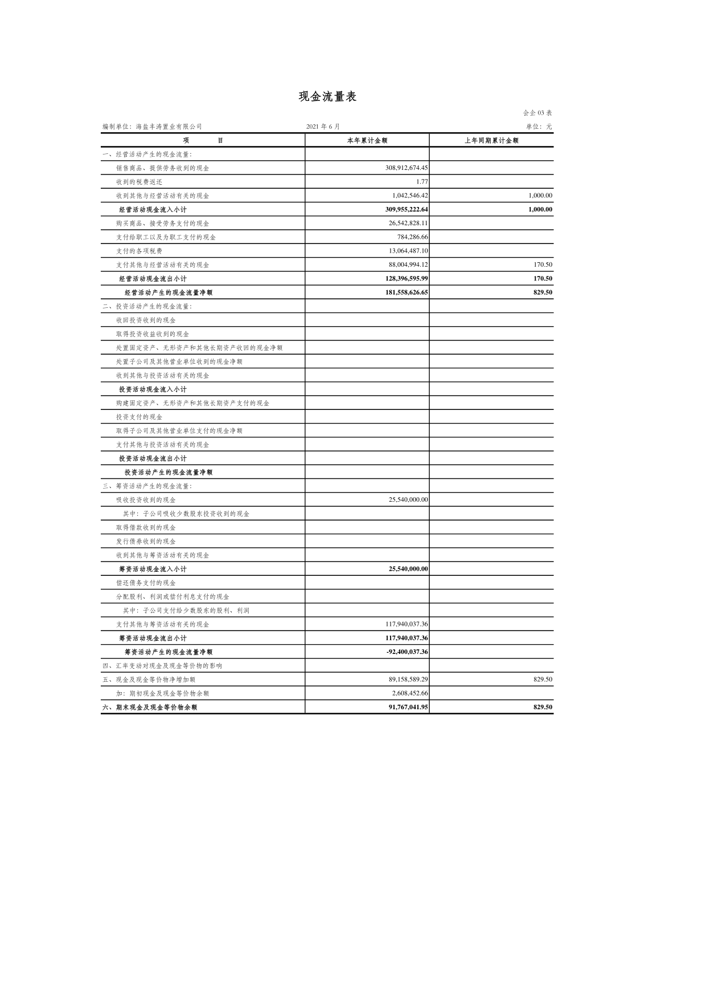 现金流量表
会企 03 表
编制单位：海盐丰涛置业有限公司 2021 年 6 月 单位：元
项 目 本年累计金额 上年同期累计金额
一、经营活动产生的现金流量：
销售商品、提供劳务收到的现金 308,912,674.45
收到的税费返还 1.77
收到其他与经营活动有关的现金 1,042,546.42 1,000.00
经营活动现金流入小计 309,955,222.64 1,000.00
购买商品、接受劳务支付的现金 26,542,828.11
支付给职工以及为职工支付的现金 784,286.66
支付的各项税费 13,064,487.10
支付其他与经营活动有关的现金 88,004,994.12 170.50
经营活动现金流出小计 128,396,595.99 170.50
经营活动产生的现金流量净额 181,558,626.65 829.50
二、投资活动产生的现金流量：
收回投资收到的现金
取得投资收益收到的现金
处置固定资产、无形资产和其他长期资产收回的现金净额
处置子公司及其他营业单位收到的现金净额
收到其他与投资活动有关的现金
投资活动现金流入小计
购建固定资产、无形资产和其他长期资产支付的现金
投资支付的现金
取得子公司及其他营业单位支付的现金净额
支付其他与投资活动有关的现金
投资活动现金流出小计
投资活动产生的现金流量净额
三、筹资活动产生的现金流量：
吸收投资收到的现金 25,540,000.00
其中：子公司吸收少数股东投资收到的现金
取得借款收到的现金
发行债券收到的现金
收到其他与筹资活动有关的现金
筹资活动现金流入小计 25,540,000.00
偿还债务支付的现金
分配股利、利润或偿付利息支付的现金
其中：子公司支付给少数股东的股利、利润
支付其他与筹资活动有关的现金 117,940,037.36
筹资活动现金流出小计 117,940,037.36
筹资活动产生的现金流量净额 -92,400,037.36
四、汇率变动对现金及现金等价物的影响
五、现金及现金等价物净增加额 89,158,589.29 829.50
加：期初现金及现金等价物余额 2,608,452.66
六、期末现金及现金等价物余额 91,767,041.95 829.50